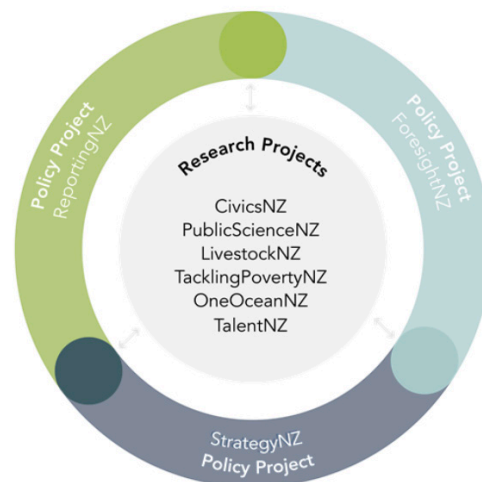 Policy Project
ReportingNZ
Policy Project
ForesightNZ
Research Projects
CivicsNZ
PublicScienceNZ
LivestockNZ
TacklingPovertyNZ
OneOceanNZ
TalentNZ
StrategyNZ
Policy Project